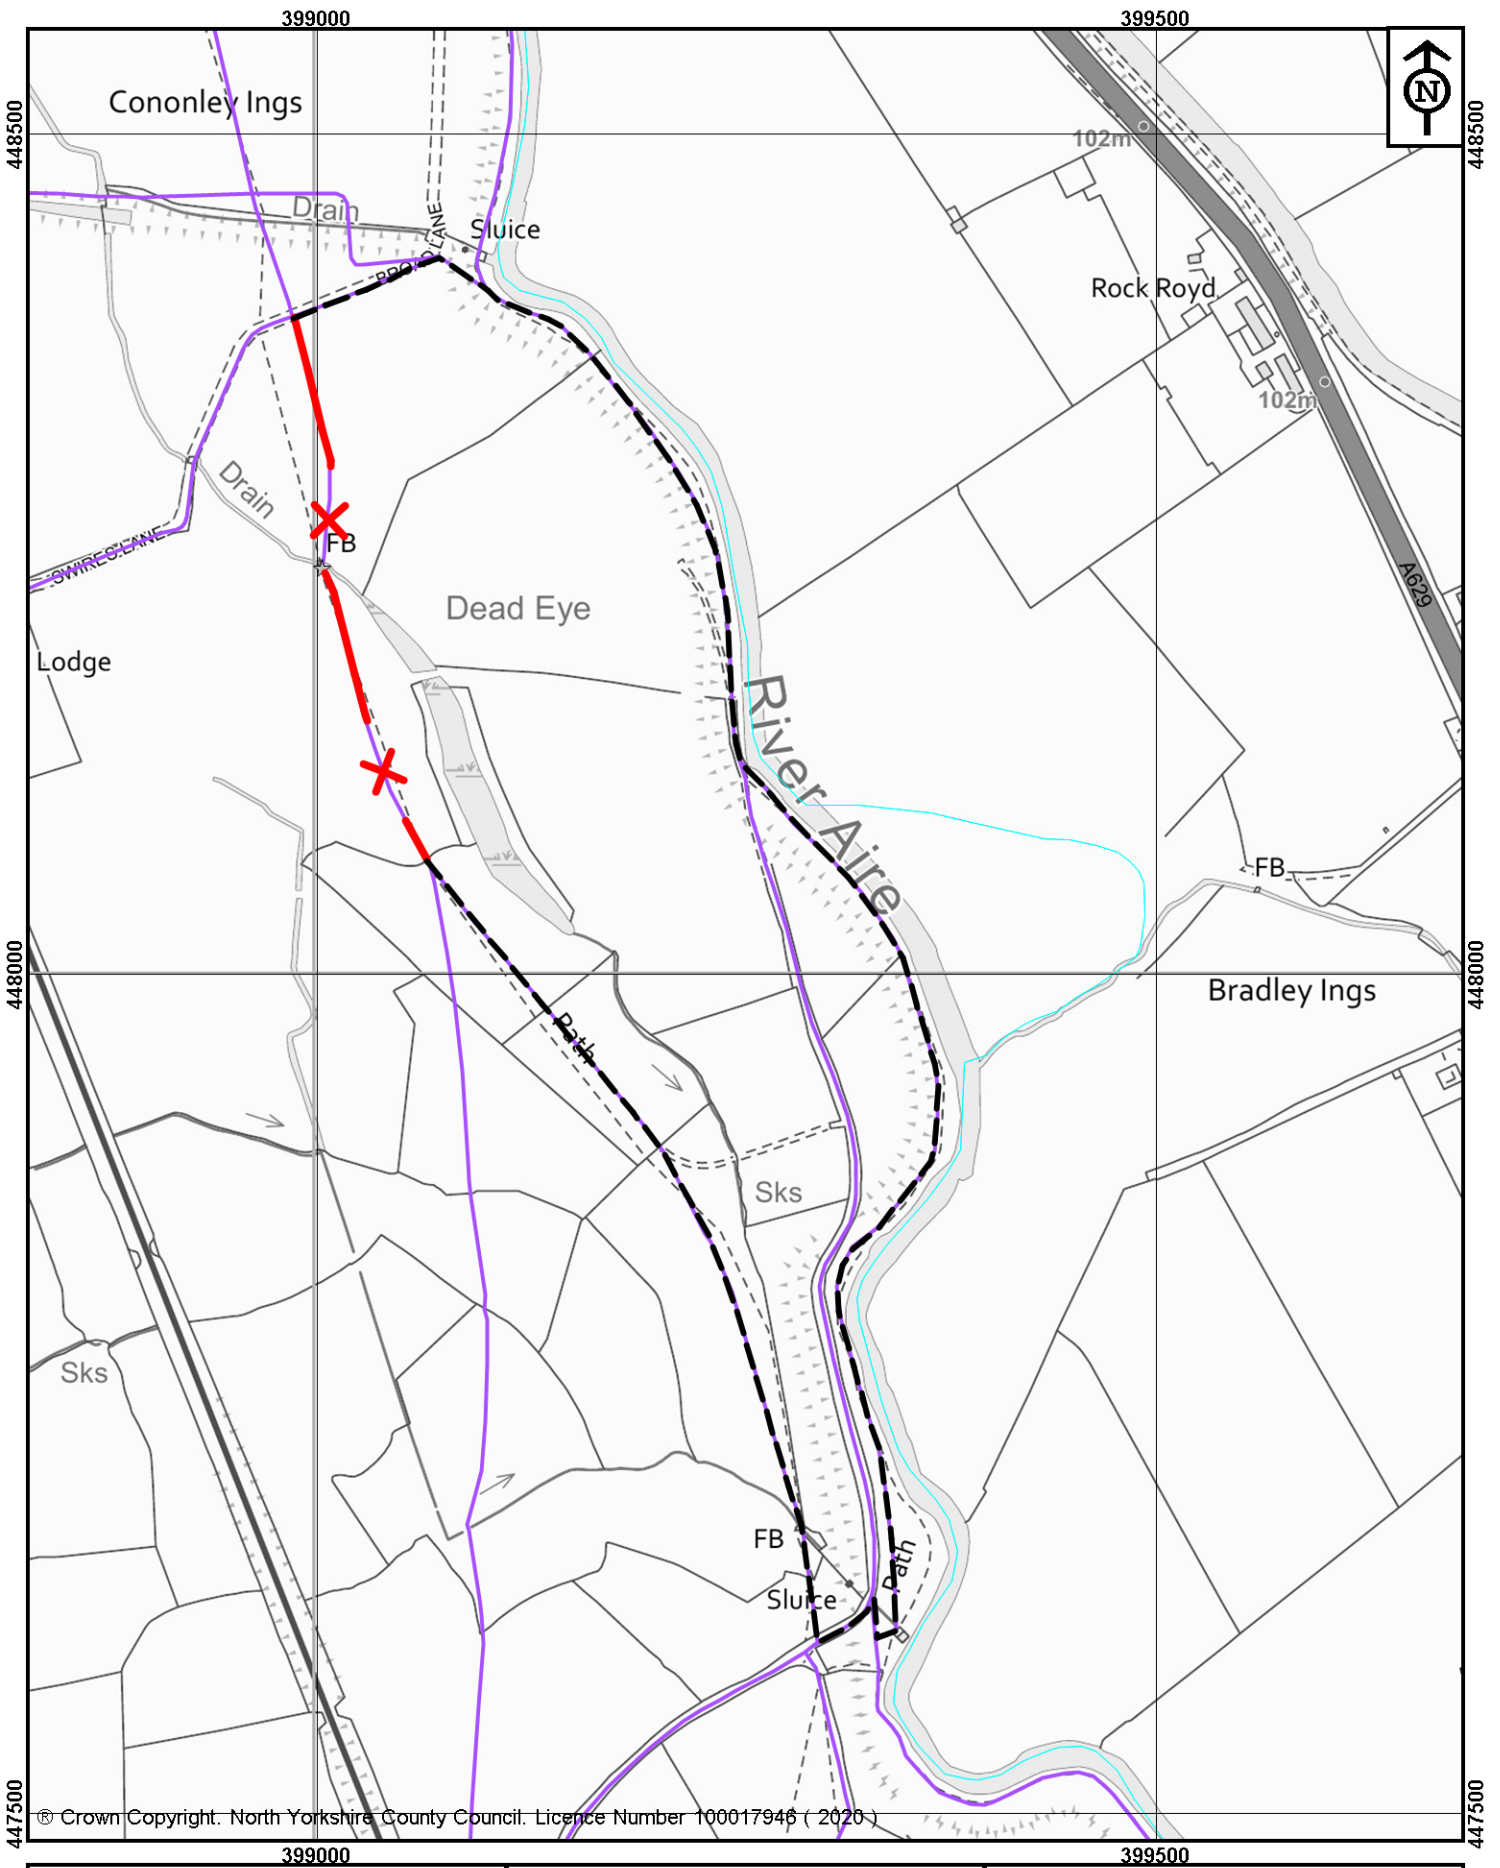 399000
399500
N
Cononley Ings
448500
448500
102m
Drain
BROAD LANE
Sluice
Rock Royd
102m
Drain
SWIRES LANE
FB
A629
Dead Eye
Lodge
River Aire
FB
448000
448000
Bradley Ings
Path
Sks
Sks
FB
Path
Sluice
447500
447500
® Crown Copyright. North Yorkshire County Council. Licence Number 100017946 ( 2020 )
399000
399500